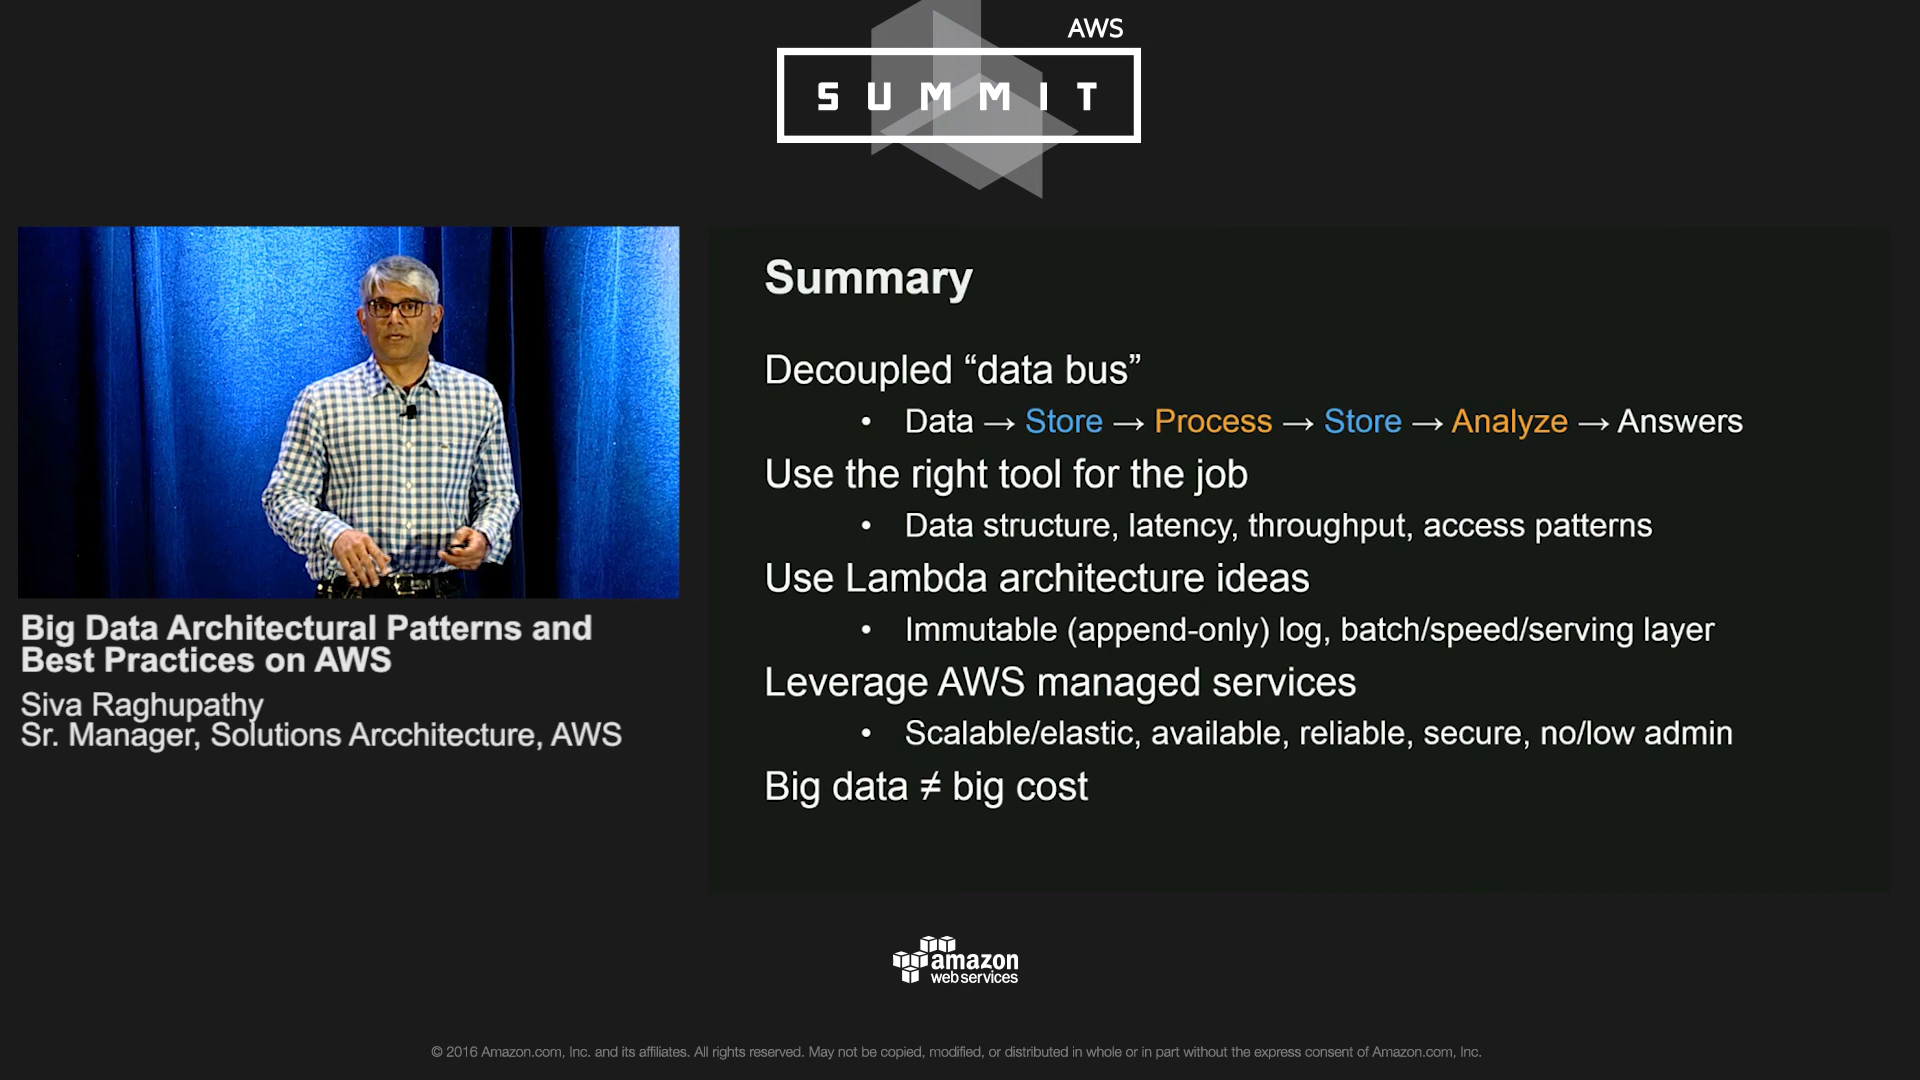 AWS
SUMMIT
Summary
Decoupled “data bus”
• Data → Store → Process → Store → Analyze → Answers
Use the right tool for the job
• Data structure, latency, throughput, access patterns
Use Lambda architecture ideas
• Immutable (append-only) log, batch/speed/serving layer
Leverage AWS managed services
• Scalable/elastic, available, reliable, secure, no/low admin
Big data ≠ big cost
Big Data Architectural Patterns and
Best Practices on AWS
Siva Raghupathy
Sr. Manager, Solutions Arcchitecture, AWS
amazon
webservices
© 2016 Amazon.com, Inc. and its affiliates. All rights reserved. May not be copied, modified, or distributed in whole or in part without the express consent of Amazon.com, Inc.